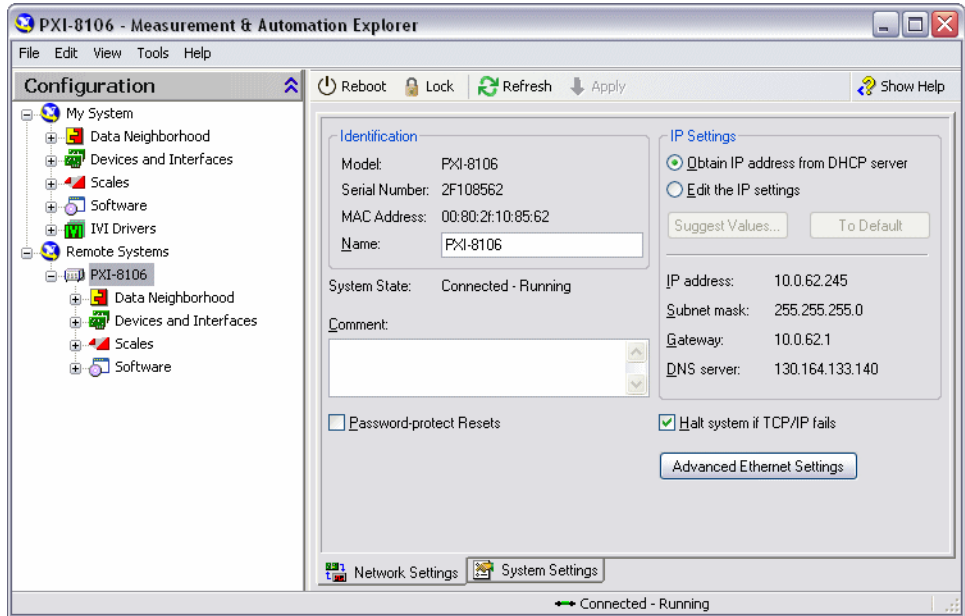 PXI-8106 - Measurement & Automation Explorer
File Edit View Tools Help
Configuration
Reboot Lock Refresh Apply Show Help
My System
Data Neighborhood
Devices and Interfaces
Scales
Software
IVI Drivers
Remote Systems
PXI-8106
Data Neighborhood
Devices and Interfaces
Scales
Software
Identification
Model: PXI-8106
Serial Number: 2F108562
MAC Address: 00:80:2f:10:85:62
Name: PXI-8106
System State: Connected - Running
Comment:
Password-protect Resets
IP Settings
Obtain IP address from DHCP server
Edit the IP settings
Suggest Values... To Default
IP address: 10.0.62.245
Subnet mask: 255.255.255.0
Gateway: 10.0.62.1
DNS server: 130.164.133.140
Halt system if TCP/IP fails
Advanced Ethernet Settings
Network Settings System Settings
Connected - Running